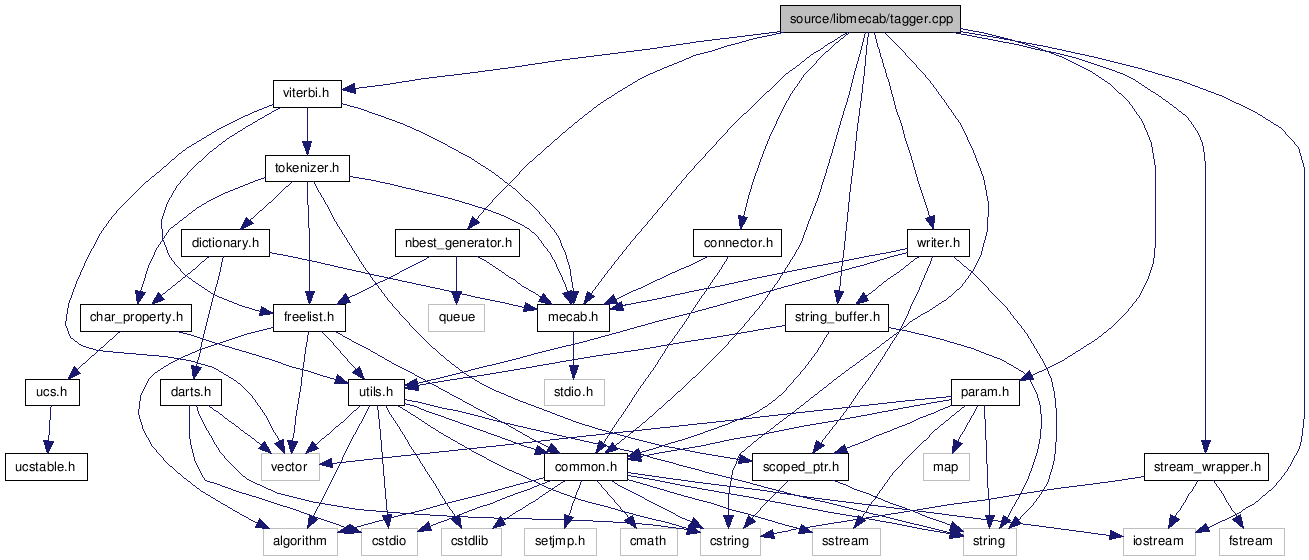 source/libmecab/tagger.cpp
viterbi.h
tokenizer.h
dictionary.h
nbest_generator.h
connector.h
writer.h
char_property.h
freelist.h
queue
mecab.h
string_buffer.h
ucs.h
darts.h
utils.h
stdio.h
param.h
ucstable.h
vector
common.h
scoped_ptr.h
map
stream_wrapper.h
algorithm
cstdio
cstdlib
setjmp.h
cmath
cstring
sstream
string
iostream
fstream